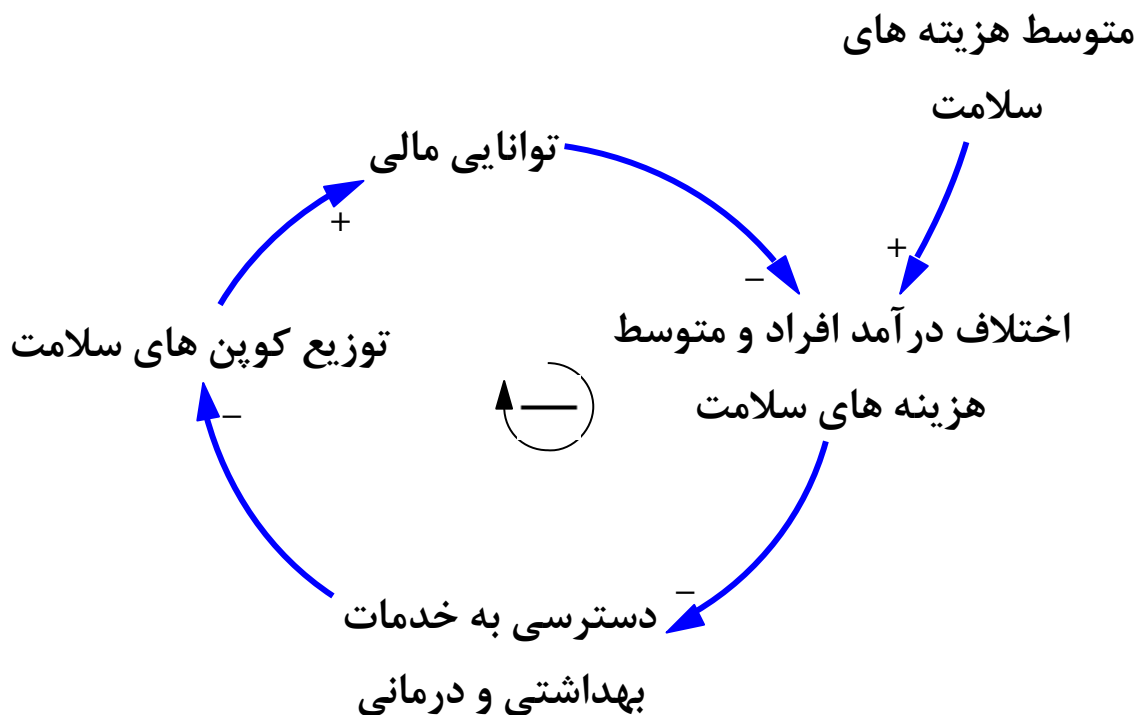 متوسط هزیته های
سلامت
توانایی مالی
+
+
–
اختلاف درآمد افراد و متوسط
هزینه های سلامت
توزیع کوپن های سلامت
–
–
–
دسترسی به خدمات
بهداشتی و درمانی